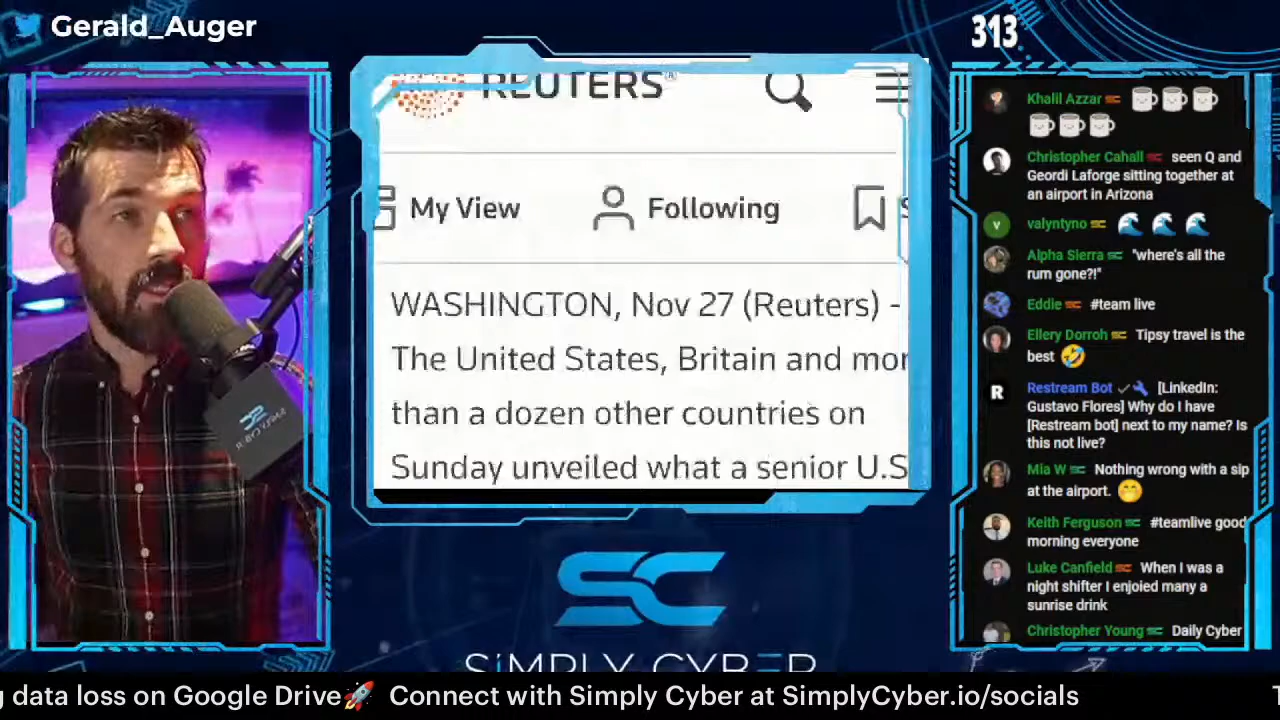 Gerald_Auger
313
REUTERS
My View
Following
WASHINGTON, Nov 27 (Reuters) -
The United States, Britain and mor
than a dozen other countries on
Sunday unveiled what a senior U.S
SC
SIMPLY CYBER
Khalil Azzar
Christopher Cahall seen Q and
Geordi Laforge sitting together at
an airport in Arizona
valyntyno
Alpha Sierra "where's all the
rum gone?!"
Eddie #team live
Ellery Dorroh Tipsy travel is the
best 🤣
Restream Bot [LinkedIn:
Gustavo Flores] Why do I have
[Restream bot] next to my name? Is
this not live?
Mia W Nothing wrong with a sip
at the airport. 🤭
Keith Ferguson #teamlive good
morning everyone
Luke Canfield When I was a
night shifter I enjoied many a
sunrise drink
Christopher Young Daily Cyber
g data loss on Google Drive🚀 Connect with Simply Cyber at SimplyCyber.io/socials